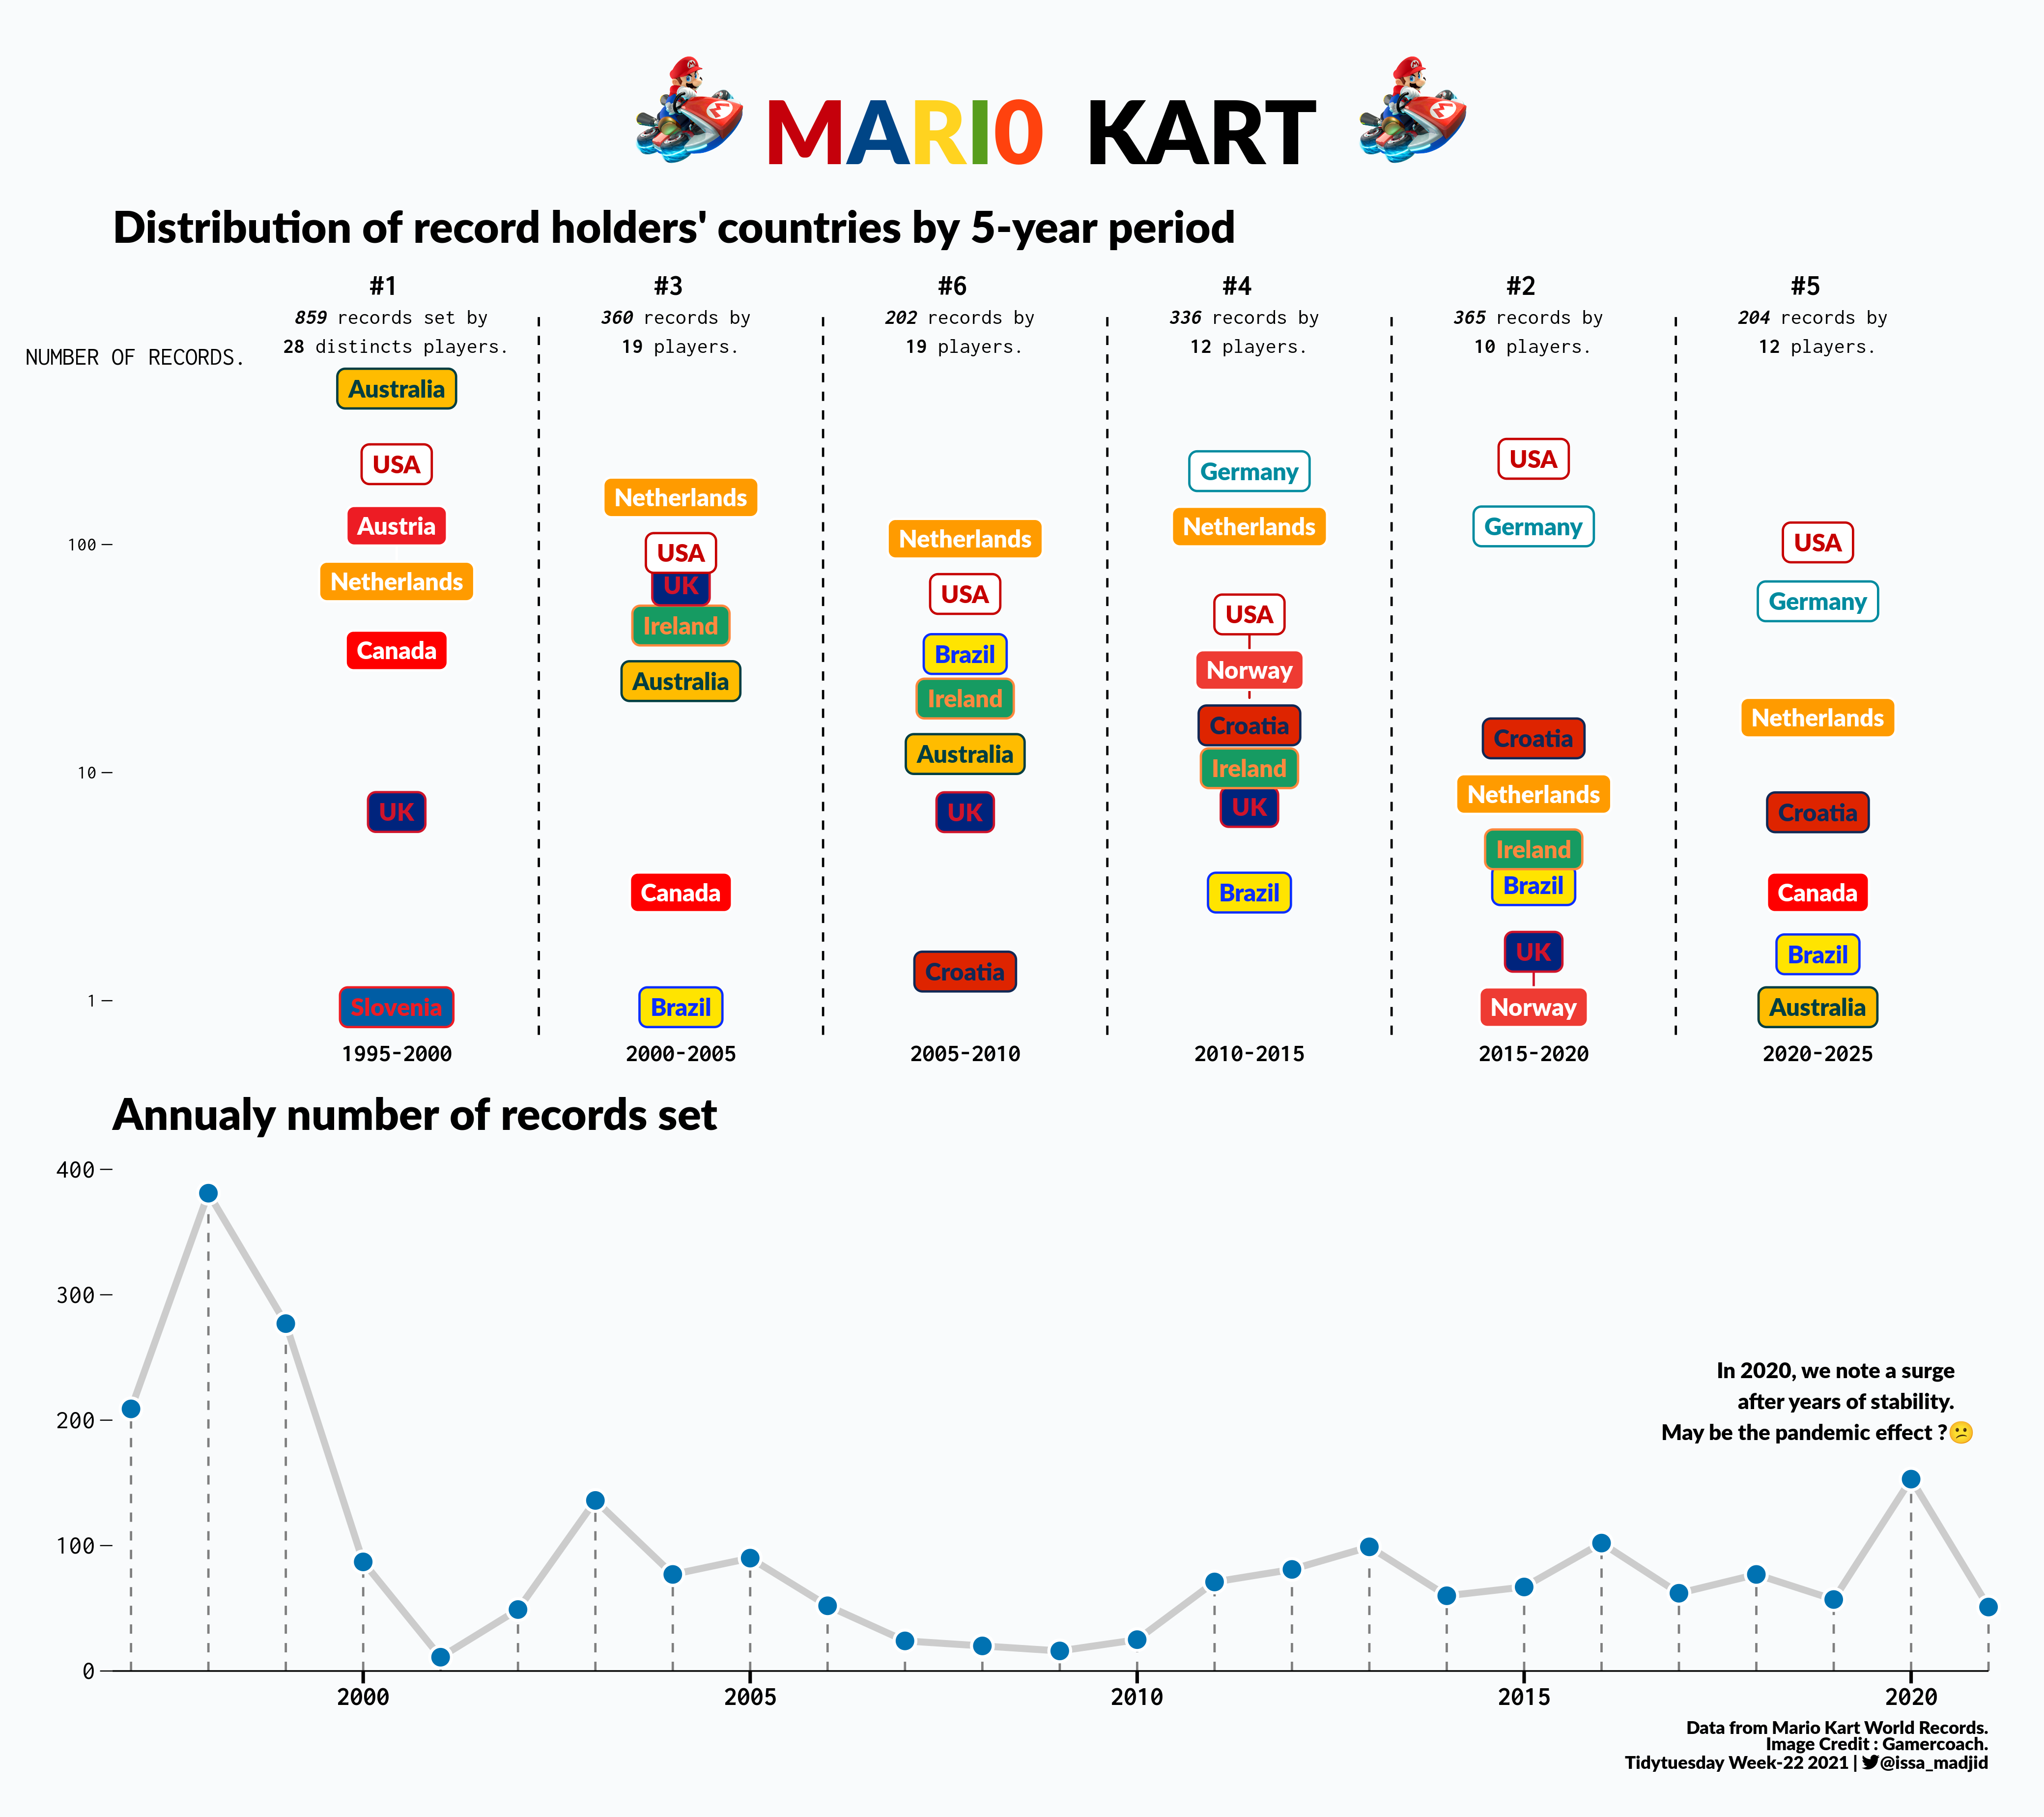 MARI0 KART
Distribution of record holders' countries by 5-year period
#1
859 records set by
28 distincts players.
#3
360 records by
19 players.
#6
202 records by
19 players.
#4
336 records by
12 players.
#2
365 records by
10 players.
#5
204 records by
12 players.
NUMBER OF RECORDS.
100
10
1
Australia
USA
Austria
Netherlands
Canada
UK
Slovenia
1995-2000
Netherlands
USA
UK
Ireland
Australia
Canada
Brazil
2000-2005
Netherlands
USA
Brazil
Ireland
Australia
UK
Croatia
2005-2010
Germany
Netherlands
USA
Norway
Croatia
Ireland
UK
Brazil
2010-2015
USA
Germany
Croatia
Netherlands
Ireland
Brazil
UK
Norway
2015-2020
USA
Germany
Netherlands
Croatia
Canada
Brazil
Australia
2020-2025
Annualy number of records set
400
300
200
100
0
In 2020, we note a surge
after years of stability.
May be the pandemic effect ?😕
2000
2005
2010
2015
2020
Data from Mario Kart World Records.
Image Credit : Gamercoach.
Tidytuesday Week-22 2021 | @issa_madjid